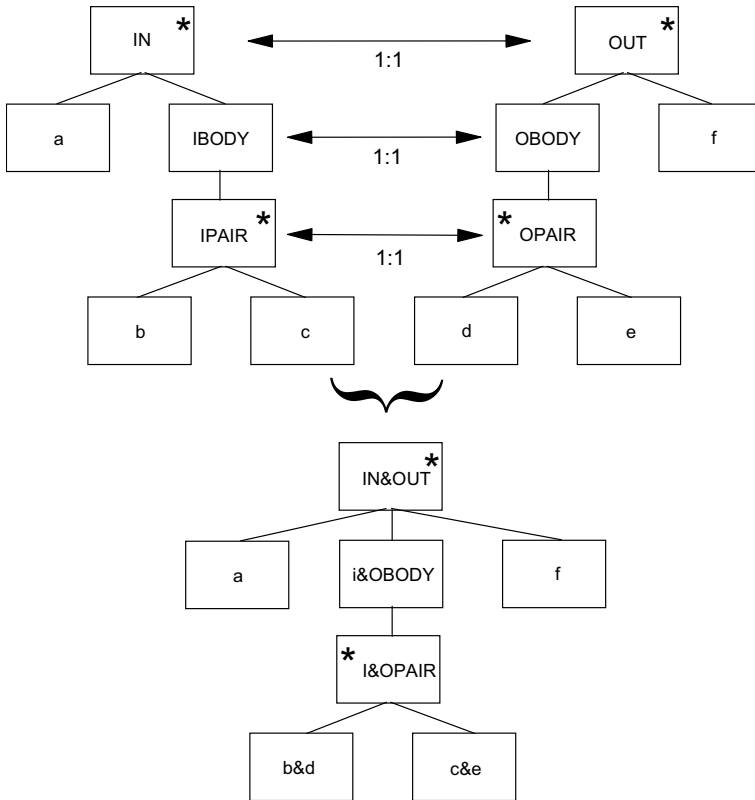 IN *
OUT *
1:1
a
IBODY
OBODY
f
1:1
IPAIR *
* OPAIR
1:1
b
c
d
e
IN&OUT *
a
i&OBODY
f
* I&OPAIR
b&d
c&e